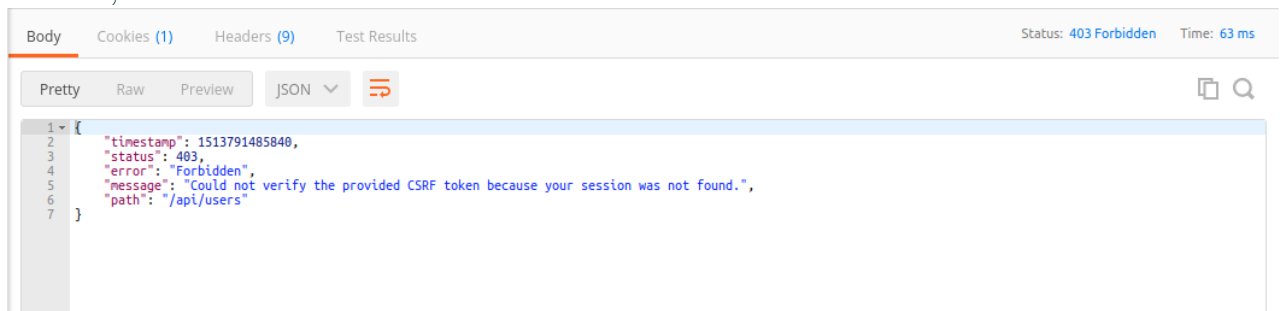 Body Cookies (1) Headers (9) Test Results Status: 403 Forbidden Time: 63 ms
Pretty Raw Preview JSON
1 {
2 "timestamp": 1513791485840,
3 "status": 403,
4 "error": "Forbidden",
5 "message": "Could not verify the provided CSRF token because your session was not found.",
6 "path": "/api/users"
7 }